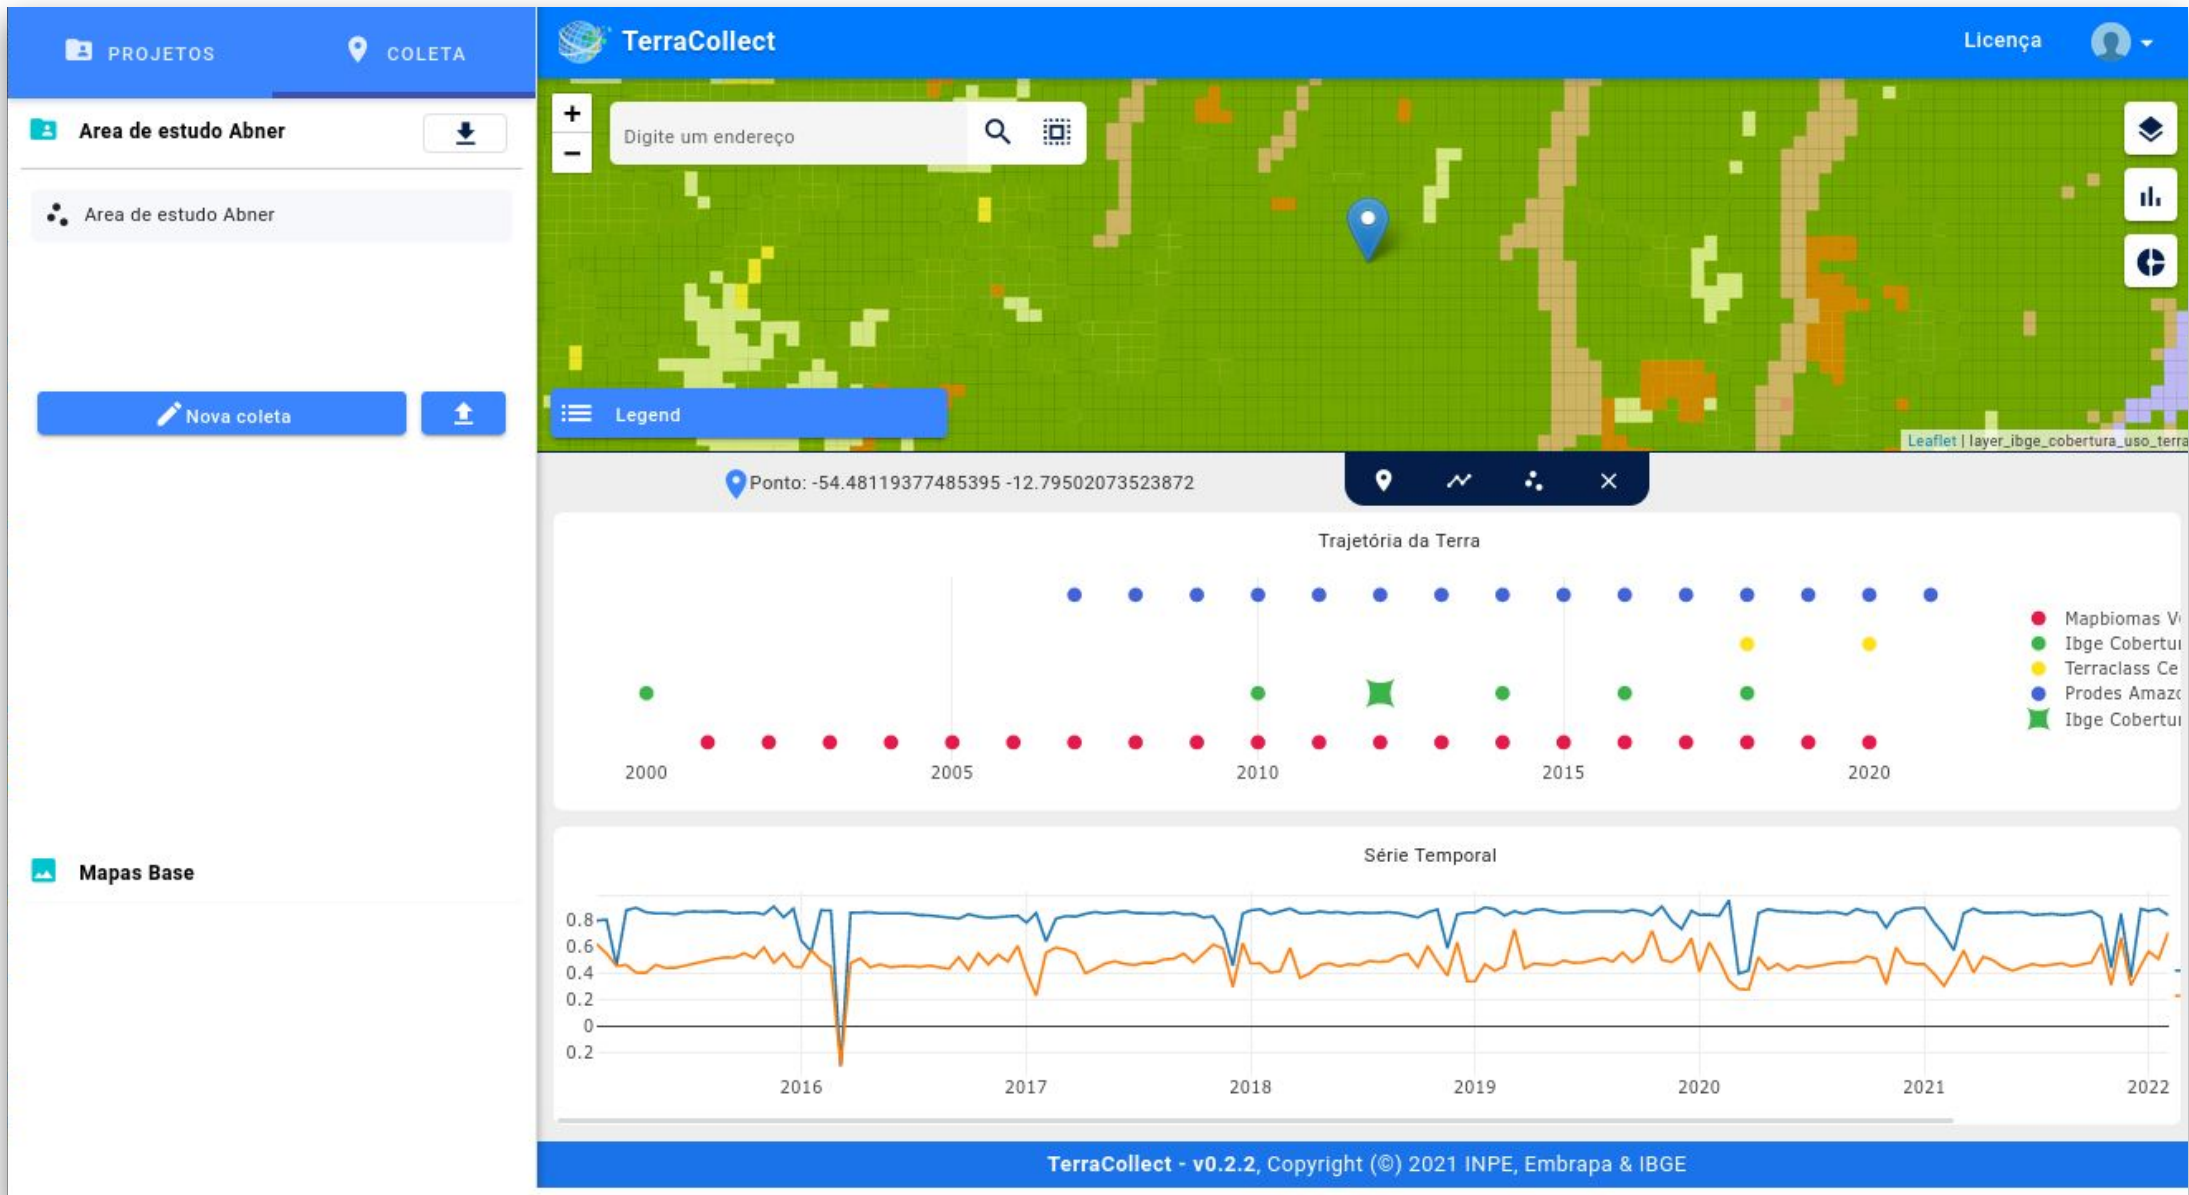 PROJETOS
COLETA
TerraCollect
Licença
Area de estudo Abner
Area de estudo Abner
Nova coleta
Mapas Base
+
−
Digite um endereço
Legend
Leaflet | layer_ibge_cobertura_uso_terra
Ponto: -54.48119377485395 -12.79502073523872
Trajetória da Terra
Mapbiomas V
Ibge Cobertu
Terraclass Ce
Prodes Amaz
Ibge Cobertu
2000 2005 2010 2015 2020
Série Temporal
0.8
0.6
0.4
0.2
0
0.2
2016 2017 2018 2019 2020 2021 2022
TerraCollect - v0.2.2, Copyright (©) 2021 INPE, Embrapa & IBGE